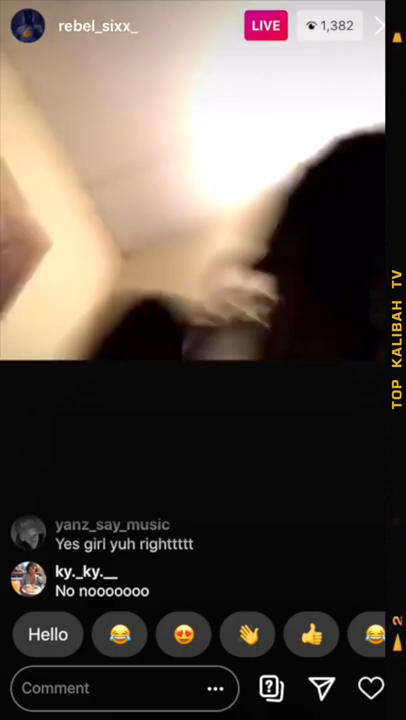 rebel_sixx_
LIVE
1,382
TOP KALIBAH TV
yanz_say_music
Yes girl yuh righttttt
ky._ky.__
No nooooooo
Hello
Comment